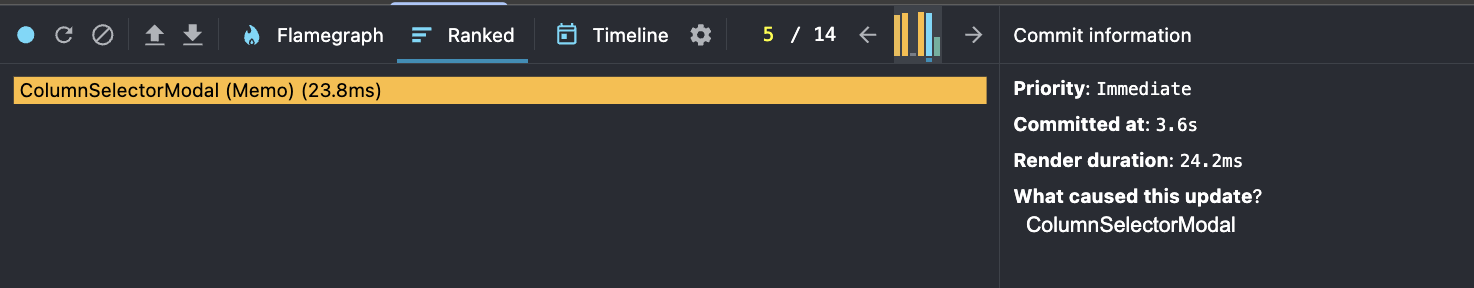 Flamegraph Ranked Timeline 5 / 14 Commit information
ColumnSelectorModal (Memo) (23.8ms)
Priority: Immediate
Committed at: 3.6s
Render duration: 24.2ms
What caused this update?
ColumnSelectorModal